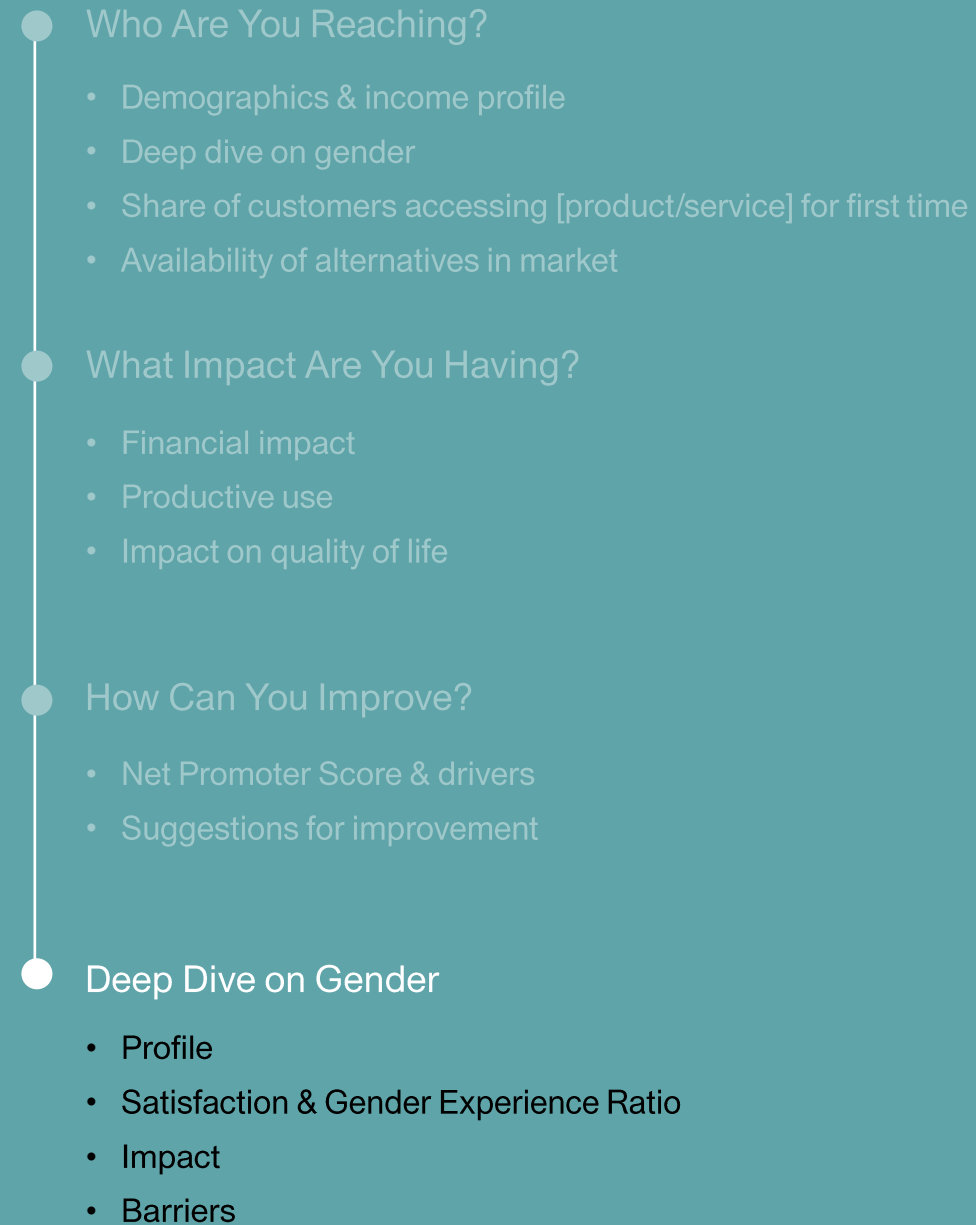 Who Are You Reaching?
• Demographics & income profile
• Deep dive on gender
• Share of customers accessing [product/service] for first time
• Availability of alternatives in market
What Impact Are You Having?
• Financial impact
• Productive use
• Impact on quality of life
How Can You Improve?
• Net Promoter Score & drivers
• Suggestions for improvement
Deep Dive on Gender
• Profile
• Satisfaction & Gender Experience Ratio
• Impact
• Barriers